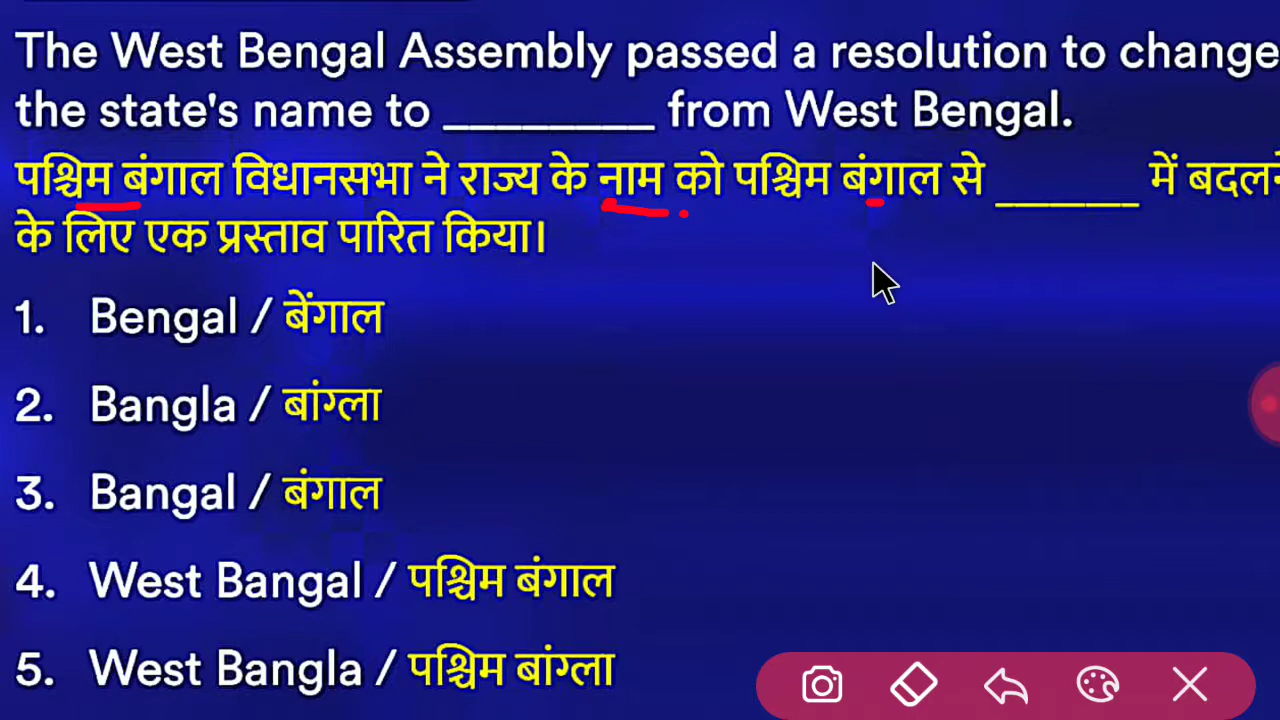 The West Bengal Assembly passed a resolution to change
the state's name to ________ from West Bengal.
पश्चिम बंगाल विधानसभा ने राज्य के नाम को पश्चिम बंगाल से ______ में बदलने
के लिए एक प्रस्ताव पारित किया।
1. Bengal / बेंगाल
2. Bangla / बांग्ला
3. Bangal / बंगाल
4. West Bangal / पश्चिम बंगाल
5. West Bangla / पश्चिम बांग्ला